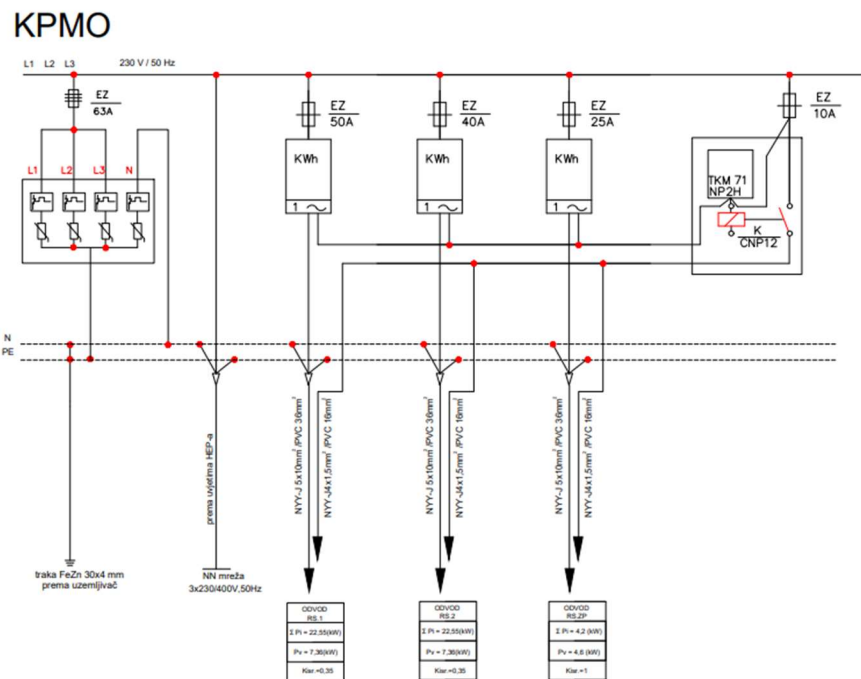 KPMO
L1 L2 L3 230 V / 50 Hz
EZ
63A
EZ
50A
EZ
40A
EZ
25A
EZ
10A
L1 L2 L3 N
KWh
1
KWh
1
KWh
1
TKM 71
NP2H
K
CNP12
N
PE
prema uvjetima HEP-a
NYY-J 5x10mm² /PVC 36mm²
NYY-J4x1,5mm² /PVC 16mm²
NYY-J 5x10mm² /PVC 36mm²
NYY-J4x1,5mm² /PVC 16mm²
NYY-J 5x10mm² /PVC 36mm²
NYY-J4x1,5mm² /PVC 16mm²
traka FeZn 30x4 mm
prema uzemljivač
NN mreža
3x230/400V,50Hz
ODVOD
RS.1
Σ Pi = 22,55(kW)
Pv = 7,36(kW)
Kisr.=0,35
ODVOD
RS.2
Σ Pi = 22,55(kW)
Pv = 7,36(kW)
Kisr.=0,35
ODVOD
RS.ZP
Σ Pi = 4,2 (kW)
Pv = 4,6 (kW)
Kisr.=1